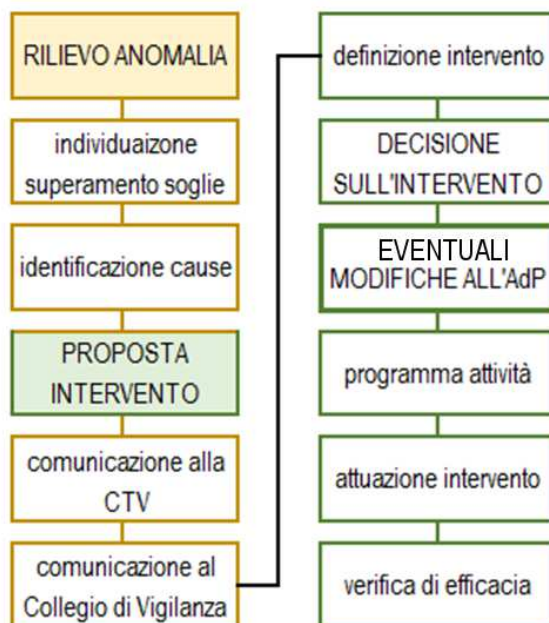 RILIEVO ANOMALIA
individuaizone
superamento soglie
identificazione cause
PROPOSTA
INTERVENTO
comunicazione alla
CTV
comunicazione al
Collegio di Vigilanza
definizione intervento
DECISIONE
SULL'INTERVENTO
EVENTUALI
MODIFICHE ALL'AdP
programma attività
attuazione intervento
verifica di efficacia